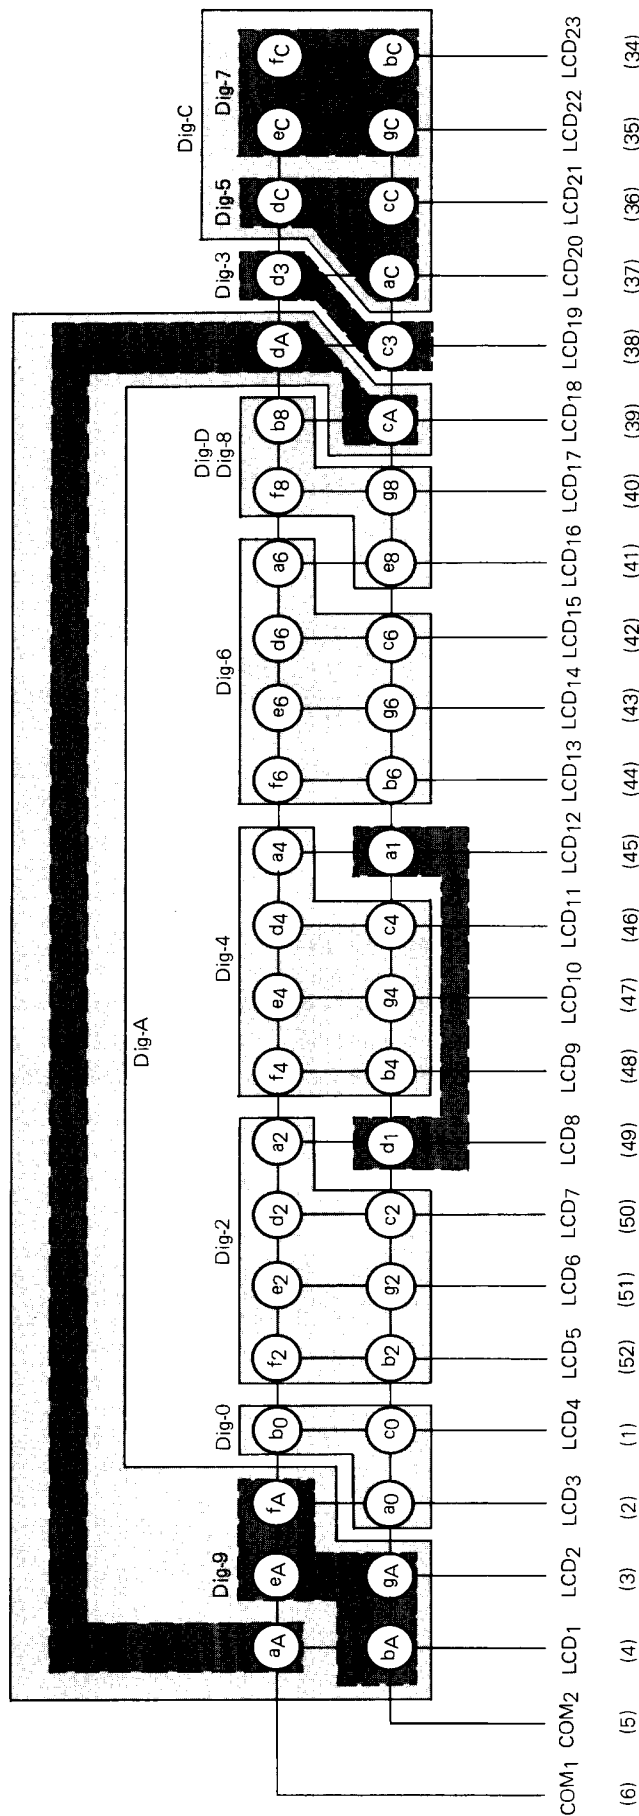 Dig-A
Dig-C
Dig-D
Dig-9 Dig-0 Dig-2 Dig-4 Dig-6 Dig-8 Dig-3 Dig-5 Dig-7
aA eA fA b0 f2 e2 d2 a2 f4 e4 d4 a4 f6 e6 d6 a6 f8 b8 dA d3 dC eC fC
bA gA a0 c0 b2 g2 c2 d1 b4 g4 c4 a1 b6 g6 c6 e8 g8 cA c3 aC cC gC bC
COM1 COM2 LCD1 LCD2 LCD3 LCD4 LCD5 LCD6 LCD7 LCD8 LCD9 LCD10 LCD11 LCD12 LCD13 LCD14 LCD15 LCD16 LCD17 LCD18 LCD19 LCD20 LCD21 LCD22 LCD23
(6) (5) (4) (3) (2) (1) (52) (51) (50) (49) (48) (47) (46) (45) (44) (43) (42) (41) (40) (39) (38) (37) (36) (35) (34)